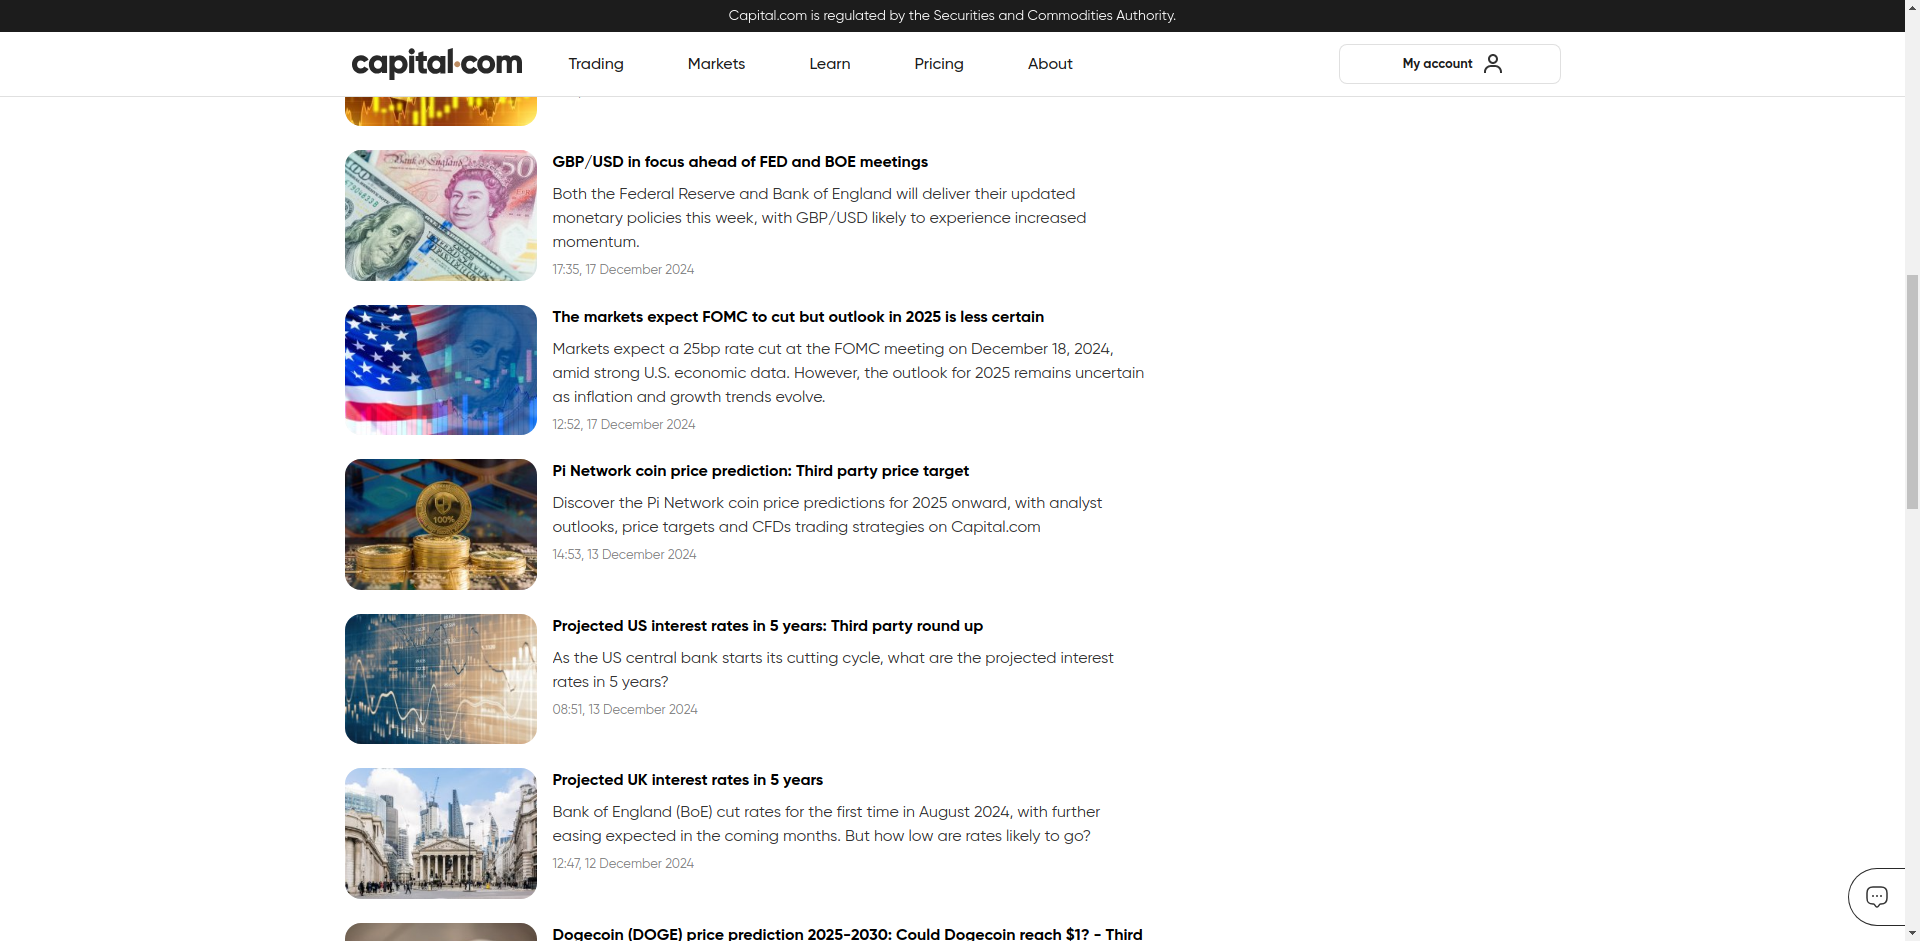 Capital.com is regulated by the Securities and Commodities Authority.
capital.com
Trading
Markets
Learn
Pricing
About
My account
GBP/USD in focus ahead of FED and BOE meetings
Both the Federal Reserve and Bank of England will deliver their updated
monetary policies this week, with GBP/USD likely to experience increased
momentum.
17:35, 17 December 2024
The markets expect FOMC to cut but outlook in 2025 is less certain
Markets expect a 25bp rate cut at the FOMC meeting on December 18, 2024,
amid strong U.S. economic data. However, the outlook for 2025 remains uncertain
as inflation and growth trends evolve.
12:52, 17 December 2024
100%
Pi Network coin price prediction: Third party price target
Discover the Pi Network coin price predictions for 2025 onward, with analyst
outlooks, price targets and CFDs trading strategies on Capital.com
14:53, 13 December 2024
Projected US interest rates in 5 years: Third party round up
As the US central bank starts its cutting cycle, what are the projected interest
rates in 5 years?
08:51, 13 December 2024
Projected UK interest rates in 5 years
Bank of England (BoE) cut rates for the first time in August 2024, with further
easing expected in the coming months. But how low are rates likely to go?
12:47, 12 December 2024
Dogecoin (DOGE) price prediction 2025-2030: Could Dogecoin reach $1? - Third